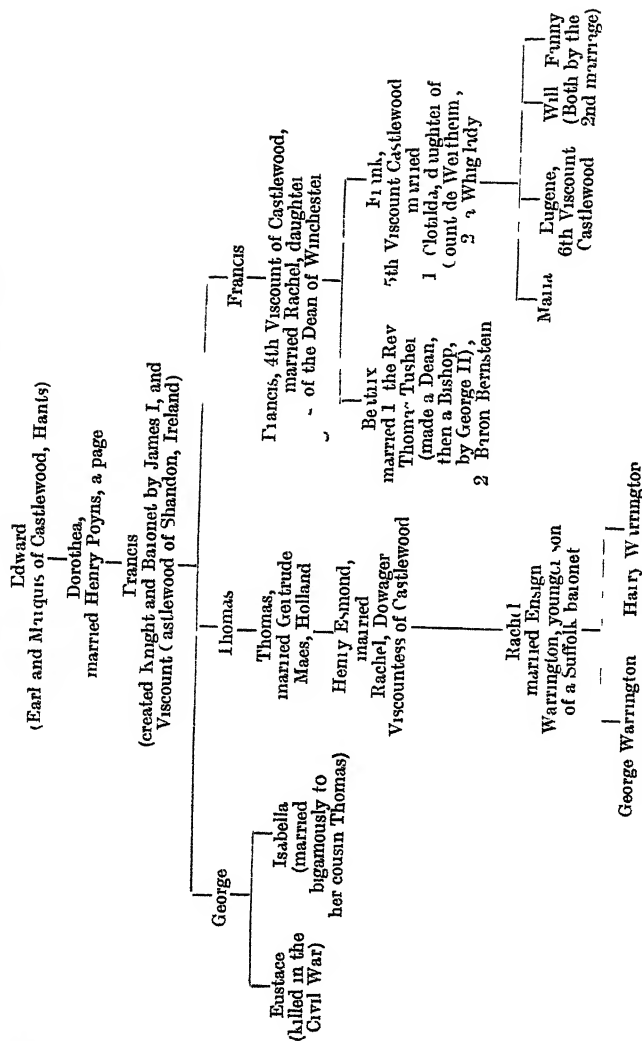 Edward
(Earl and Marquis of Castlewood, Hants)
Dorothea,
married Henry Poyns, a page
Francis
(created Knight and Baronet by James I, and
Viscount Castlewood of Shandon, Ireland)
George
Thomas
Francis
Eustace
(killed in the
Civil War)
Isabella
(married
bigamously to
her cousin Thomas)
Thomas,
married Gertrude
Maes, Holland
Henry Esmond,
married
Rachel, Dowager
Viscountess of Castlewood
Rachel
married Ensign
Warrington, younger son
of a Suffolk baronet
George Warrington
Harry Warrington
Francis, 4th Viscount of Castlewood,
married Rachel, daughter
of the Dean of Winchester
Beatrix
married 1 the Rev
Thomas Tusher
(made a Dean,
then a Bishop,
by George II),
2 Baron Bernstein
Frank,
5th Viscount Castlewood
married
1 Clotilda, daughter of
Count de Wertheim,
2 a Whig lady
Maria
Eugene,
6th Viscount
Castlewood
Will
Fanny
(Both by the
2nd marriage)